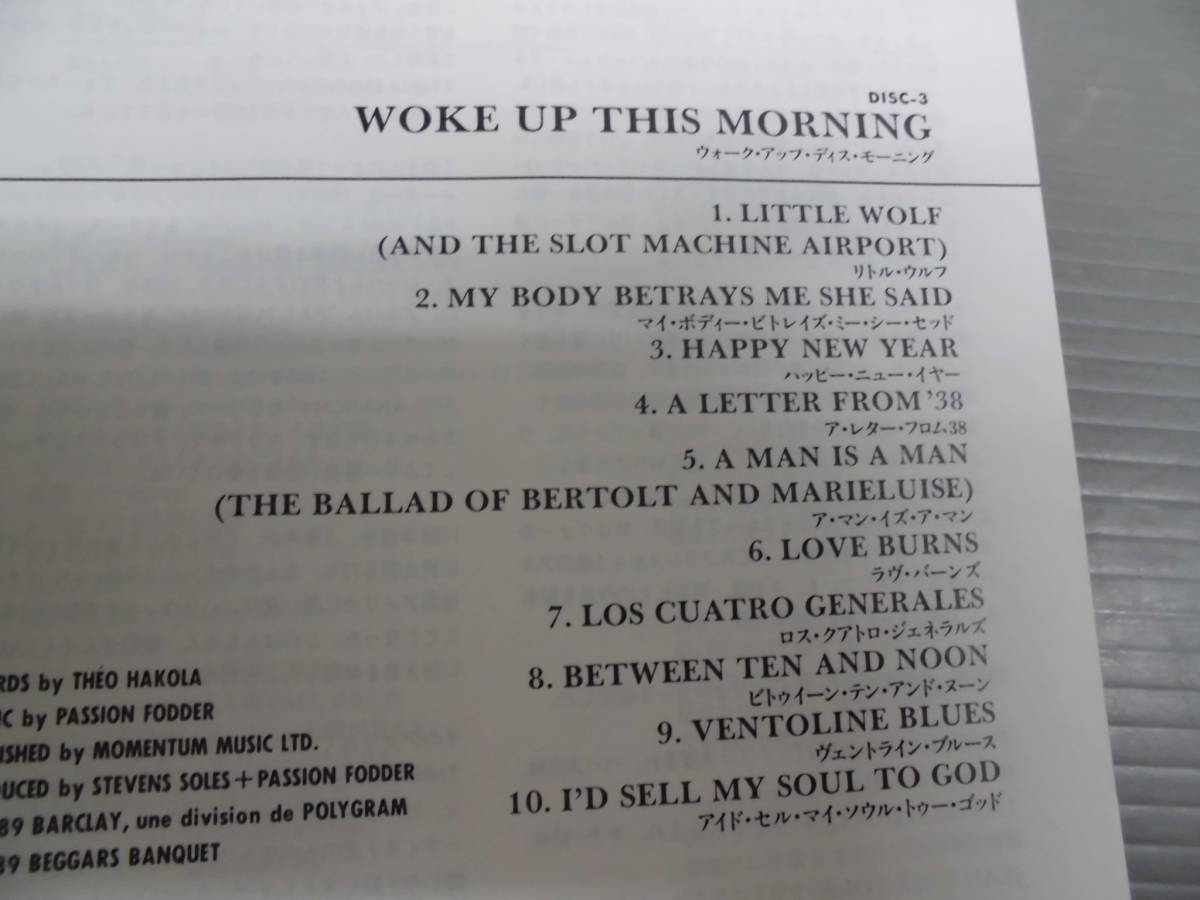 DISC-3
WOKE UP THIS MORNING
ウォーク・アップ・ディス・モーニング
1. LITTLE WOLF
(AND THE SLOT MACHINE AIRPORT)
リトル・ウルフ
2. MY BODY BETRAYS ME SHE SAID
マイ・ボディー・ビトレイズ・ミー・シー・セッド
3. HAPPY NEW YEAR
ハッピー・ニュー・イヤー
4. A LETTER FROM '38
ア・レター・フロム38
5. A MAN IS A MAN
(THE BALLAD OF BERTOLT AND MARIELUISE)
ア・マン・イズ・ア・マン
6. LOVE BURNS
ラヴ・バーンズ
7. LOS CUATRO GENERALES
ロス・クアトロ・ジェネラルズ
8. BETWEEN TEN AND NOON
ビトゥイーン・テン・アンド・ヌーン
9. VENTOLINE BLUES
ヴェントライン・ブルース
10. I'D SELL MY SOUL TO GOD
アイド・セル・マイ・ソウル・トゥー・ゴッド
RDS by THÉO HAKOLA
IC by PASSION FODDER
ISHED by MOMENTUM MUSIC LTD.
DUCED by STEVENS SOLES+PASSION FODDER
89 BARCLAY, une division de POLYGRAM
89 BEGGARS BANQUET